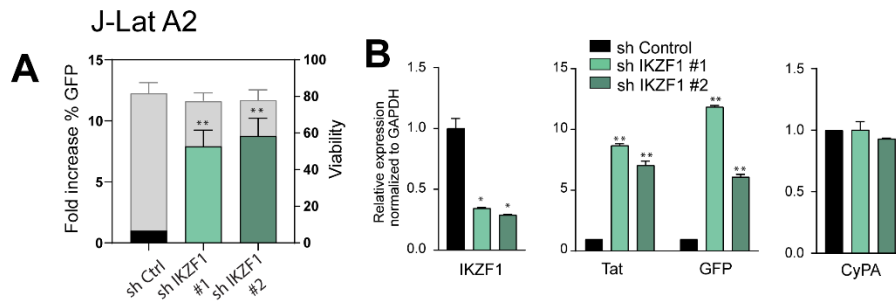 J-Lat A2
A
Fold increase % GFP
15
10
5
0
100
80
60
40
20
0
Viability
**
**
sh Ctrl
sh IKZF1
#1
sh IKZF1
#2
B
sh Control
sh IKZF1 #1
sh IKZF1 #2
Relative expression
normalized to GAPDH
1.5
1.0
0.5
0.0
*
*
IKZF1
15
10
5
0
**
**
**
**
Tat
GFP
1.5
1.0
0.5
0.0
CyPA